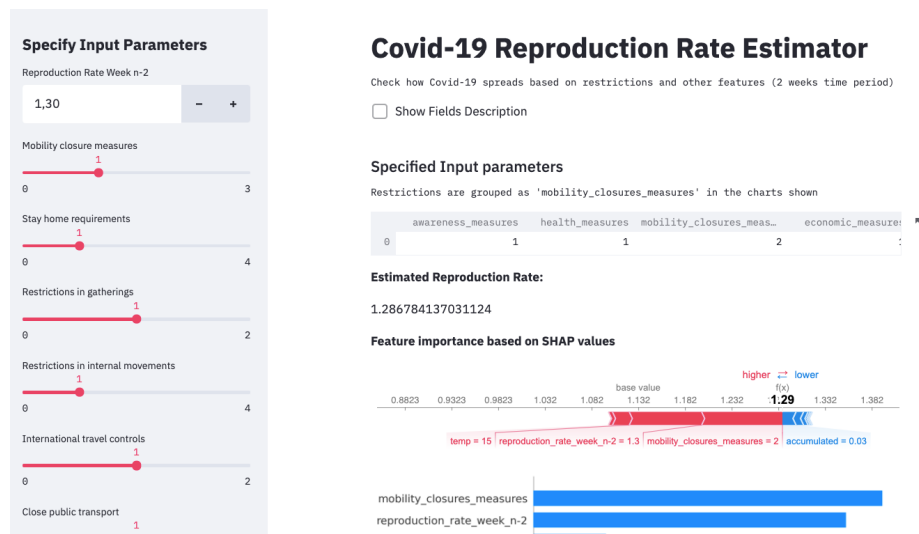 Specify Input Parameters
Reproduction Rate Week n-2
1,30
− +
Mobility closure measures
1
0 3
Stay home requirements
1
0 4
Restrictions in gatherings
1
0 2
Restrictions in internal movements
1
0 4
International travel controls
1
0 2
Close public transport
1
Covid-19 Reproduction Rate Estimator
Check how Covid-19 spreads based on restrictions and other features (2 weeks time period)
Show Fields Description
Specified Input parameters
Restrictions are grouped as 'mobility_closures_measures' in the charts shown
awareness_measures health_measures mobility_closures_meas… economic_measures
0 1 1 2 1
Estimated Reproduction Rate:
1.286784137031124
Feature importance based on SHAP values
higher ⇄ lower
base value f(x)
0.8823 0.9323 0.9823 1.032 1.082 1.132 1.182 1.232 1.29 1.332 1.382
temp = 15 reproduction_rate_week_n-2 = 1.3 mobility_closures_measures = 2 accumulated = 0.03
mobility_closures_measures
reproduction_rate_week_n-2